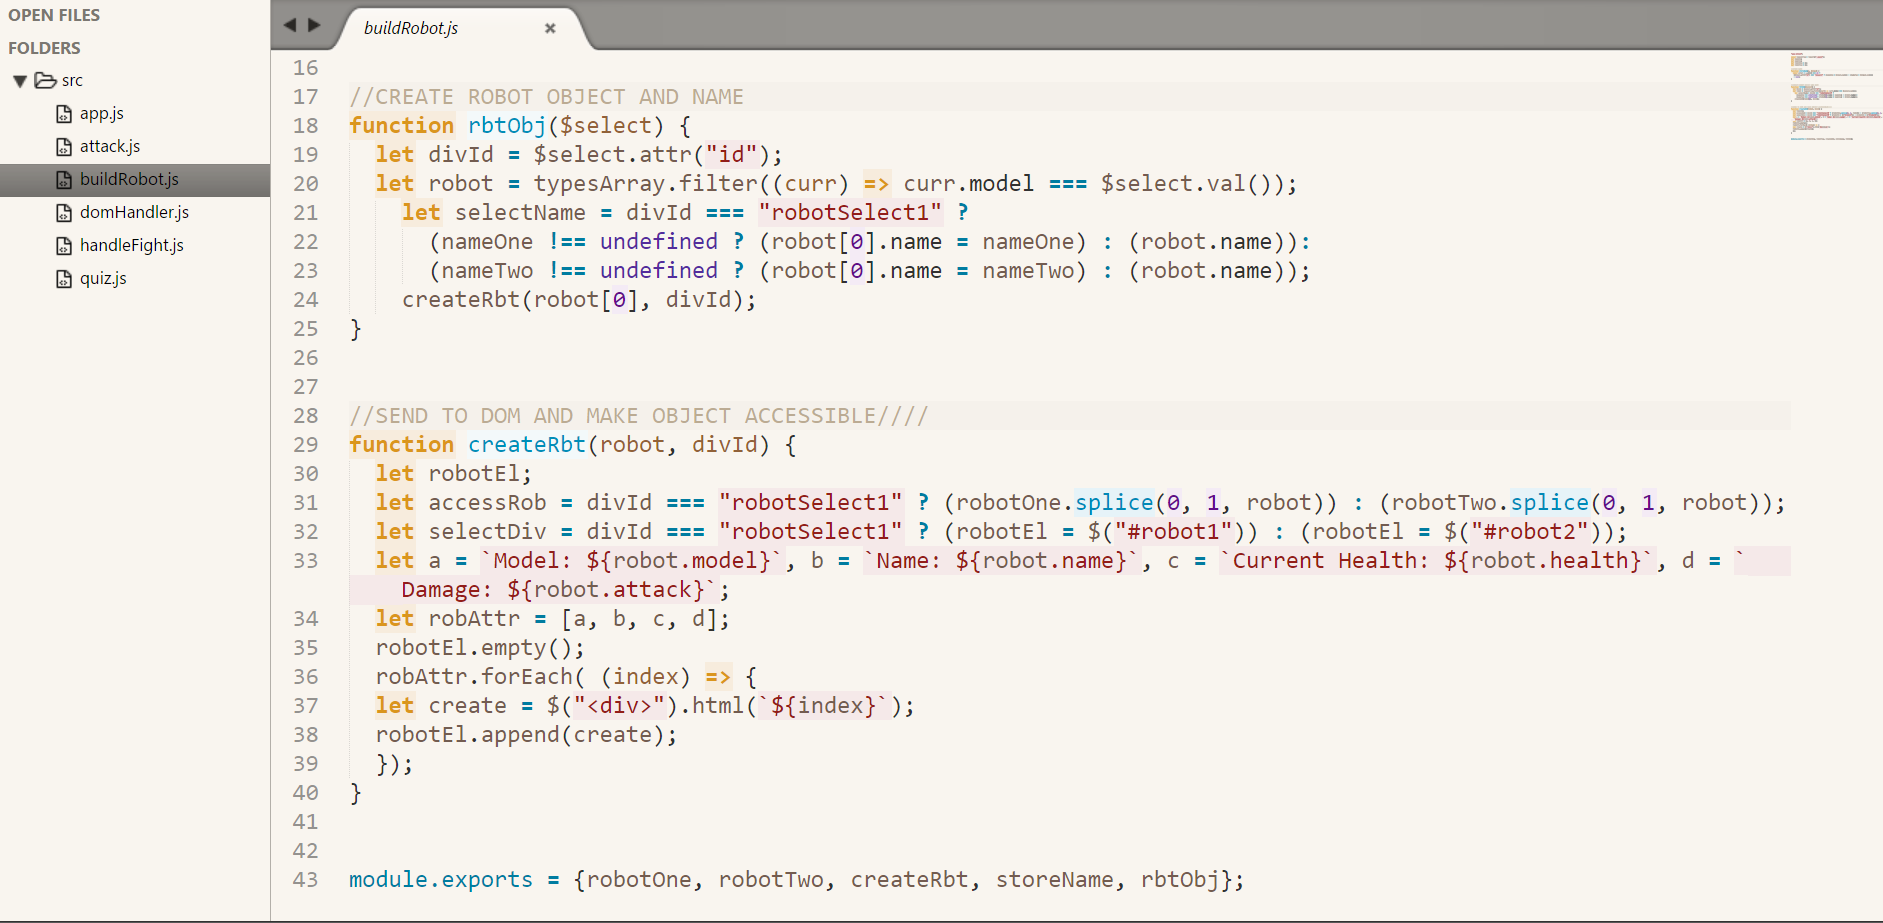 OPEN FILES
FOLDERS
src
app.js
attack.js
buildRobot.js
domHandler.js
handleFight.js
quiz.js
buildRobot.js
16
17 //CREATE ROBOT OBJECT AND NAME
18 function rbtObj($select) {
19 let divId = $select.attr("id");
20 let robot = typesArray.filter((curr) => curr.model === $select.val());
21 let selectName = divId === "robotSelect1" ?
22 (nameOne !== undefined ? (robot[0].name = nameOne) : (robot.name)):
23 (nameTwo !== undefined ? (robot[0].name = nameTwo) : (robot.name));
24 createRbt(robot[0], divId);
25 }
26
27
28 //SEND TO DOM AND MAKE OBJECT ACCESSIBLE////
29 function createRbt(robot, divId) {
30 let robotEl;
31 let accessRob = divId === "robotSelect1" ? (robotOne.splice(0, 1, robot)) : (robotTwo.splice(0, 1, robot));
32 let selectDiv = divId === "robotSelect1" ? (robotEl = $("#robot1")) : (robotEl = $("#robot2"));
33 let a = `Model: ${robot.model}`, b = `Name: ${robot.name}`, c = `Current Health: ${robot.health}`, d = `
Damage: ${robot.attack}`;
34 let robAttr = [a, b, c, d];
35 robotEl.empty();
36 robAttr.forEach( (index) => {
37 let create = $("<div>").html(`${index}`);
38 robotEl.append(create);
39 });
40 }
41
42
43 module.exports = {robotOne, robotTwo, createRbt, storeName, rbtObj};